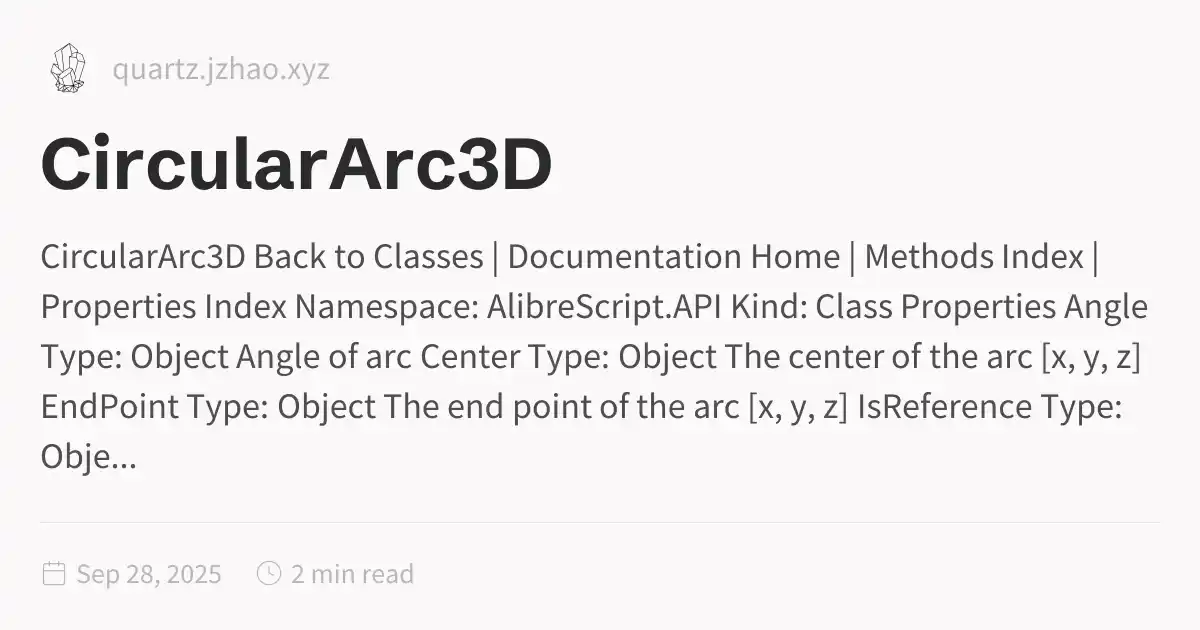 quartz.jzhao.xyz
CircularArc3D
CircularArc3D Back to Classes | Documentation Home | Methods Index |
Properties Index Namespace: AlibreScript.API Kind: Class Properties Angle
Type: Object Angle of arc Center Type: Object The center of the arc [x, y, z]
EndPoint Type: Object The end point of the arc [x, y, z] IsReference Type:
Obje...
Sep 28, 2025 2 min read